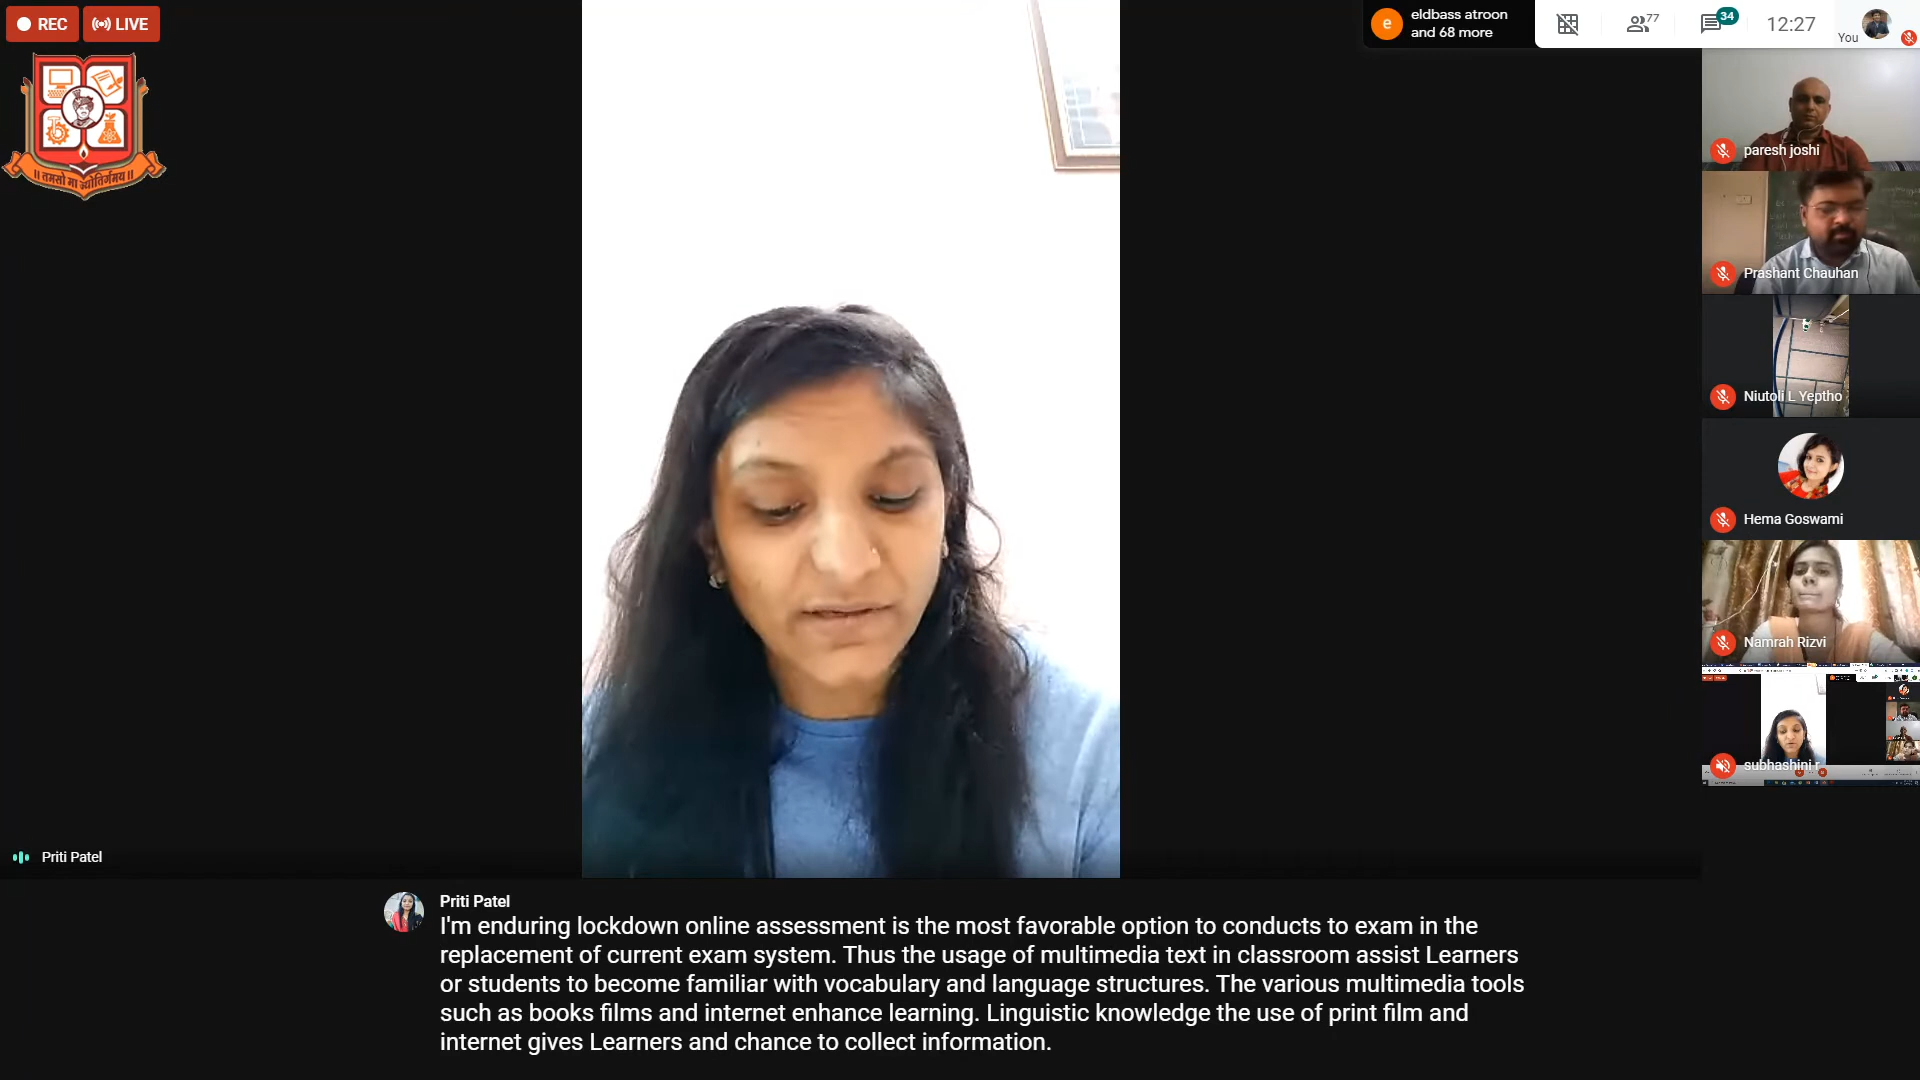 REC
LIVE
eldbass atroon
and 68 more
77
34
12:27
You
॥ तमसो मा ज्योतिर्गमय ॥
paresh joshi
Prashant Chauhan
Niutoli L Yeptho
Hema Goswami
Namrah Rizvi
subhashini r
Priti Patel
Priti Patel
I'm enduring lockdown online assessment is the most favorable option to conducts to exam in the
replacement of current exam system. Thus the usage of multimedia text in classroom assist Learners
or students to become familiar with vocabulary and language structures. The various multimedia tools
such as books films and internet enhance learning. Linguistic knowledge the use of print film and
internet gives Learners and chance to collect information.